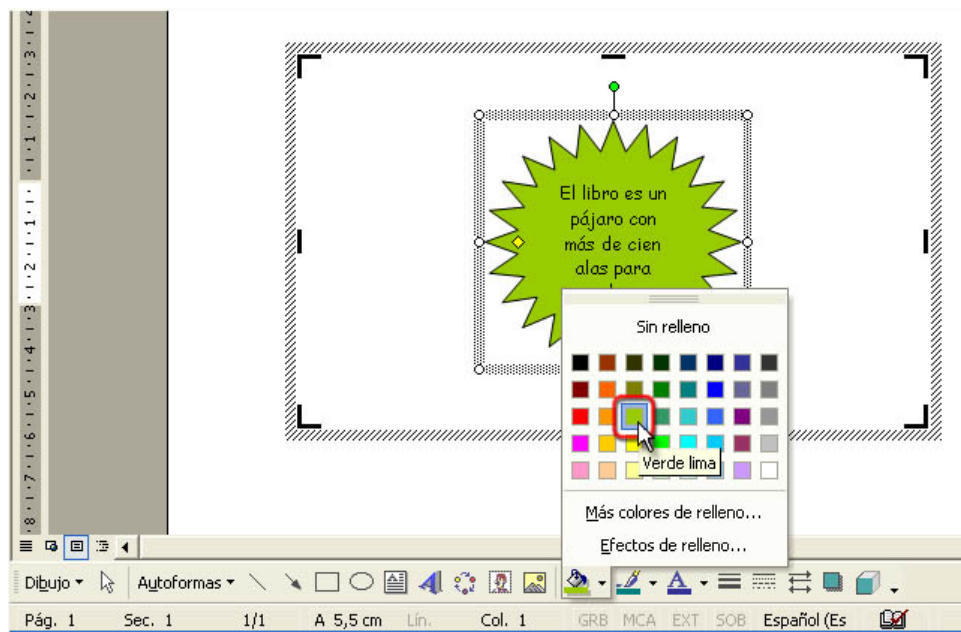 El libro es un
pájaro con
más de cien
alas para
Sin relleno
Verde lima
Más colores de relleno...
Efectos de relleno...
Dibujo
Autoformas
Pág. 1 Sec. 1 1/1 A 5,5 cm Lín. Col. 1 GRB MCA EXT SOB Español (Es